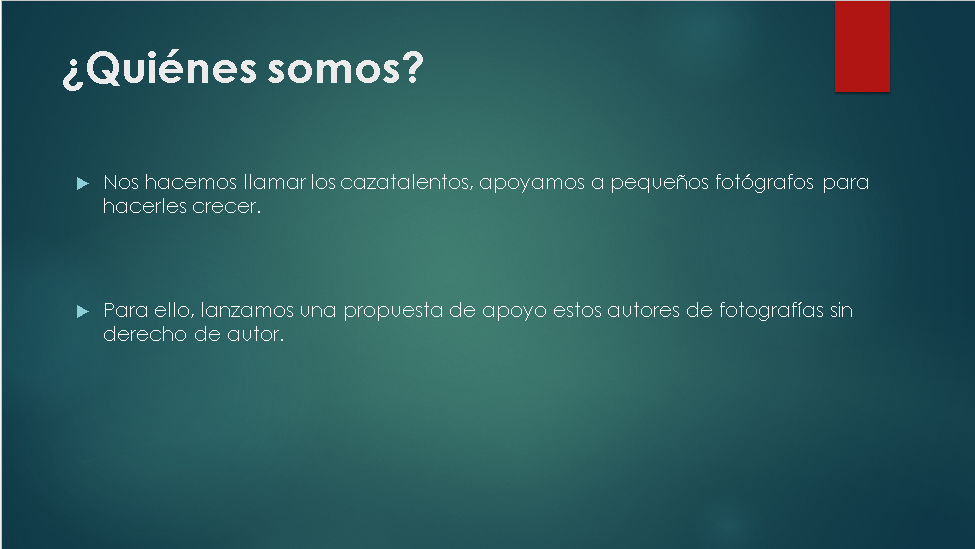 ¿Quiénes somos?
Nos hacemos llamar los cazatalentos, apoyamos a pequeños fotógrafos para
hacerles crecer.
Para ello, lanzamos una propuesta de apoyo estos autores de fotografías sin
derecho de autor.